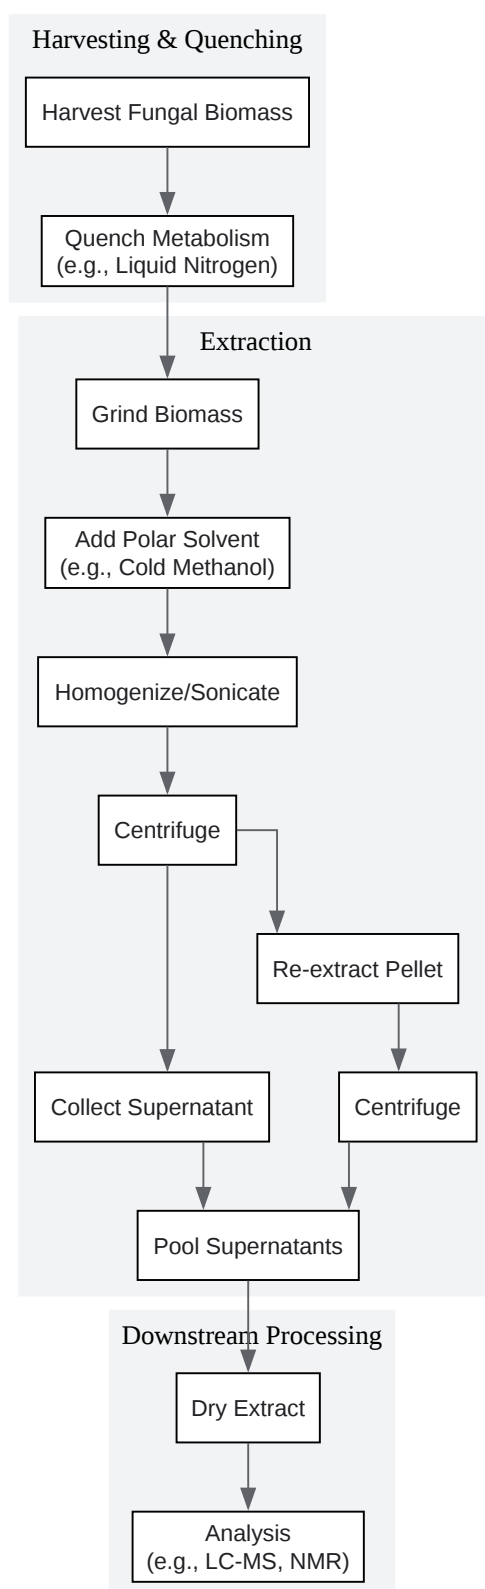 Harvesting & Quenching
Harvest Fungal Biomass
Quench Metabolism
(e.g., Liquid Nitrogen)
Extraction
Grind Biomass
Add Polar Solvent
(e.g., Cold Methanol)
Homogenize/Sonicate
Centrifuge
Re-extract Pellet
Collect Supernatant
Centrifuge
Pool Supernatants
Downstream Processing
Dry Extract
Analysis
(e.g., LC-MS, NMR)